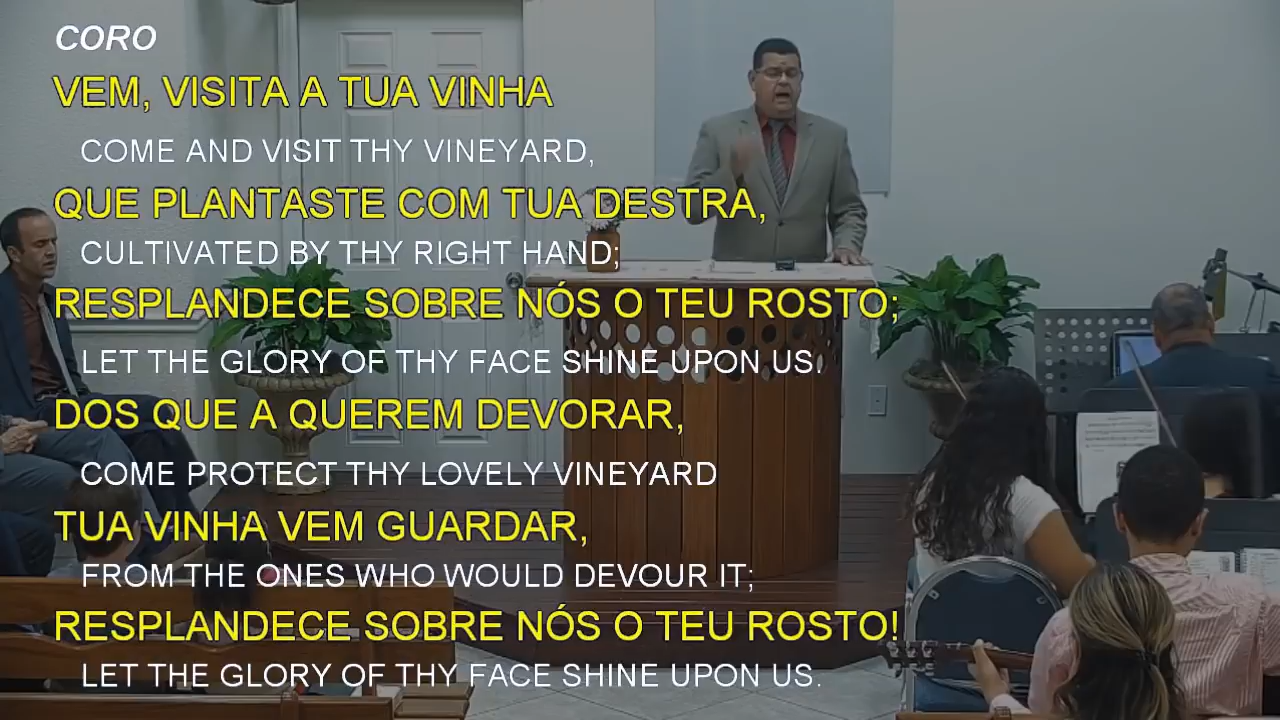 CORO
VEM, VISITA A TUA VINHA
COME AND VISIT THY VINEYARD,
QUE PLANTASTE COM TUA DESTRA,
CULTIVATED BY THY RIGHT HAND;
RESPLANDECE SOBRE NÓS O TEU ROSTO;
LET THE GLORY OF THY FACE SHINE UPON US.
DOS QUE A QUEREM DEVORAR,
COME PROTECT THY LOVELY VINEYARD
TUA VINHA VEM GUARDAR,
FROM THE ONES WHO WOULD DEVOUR IT;
RESPLANDECE SOBRE NÓS O TEU ROSTO!
LET THE GLORY OF THY FACE SHINE UPON US.